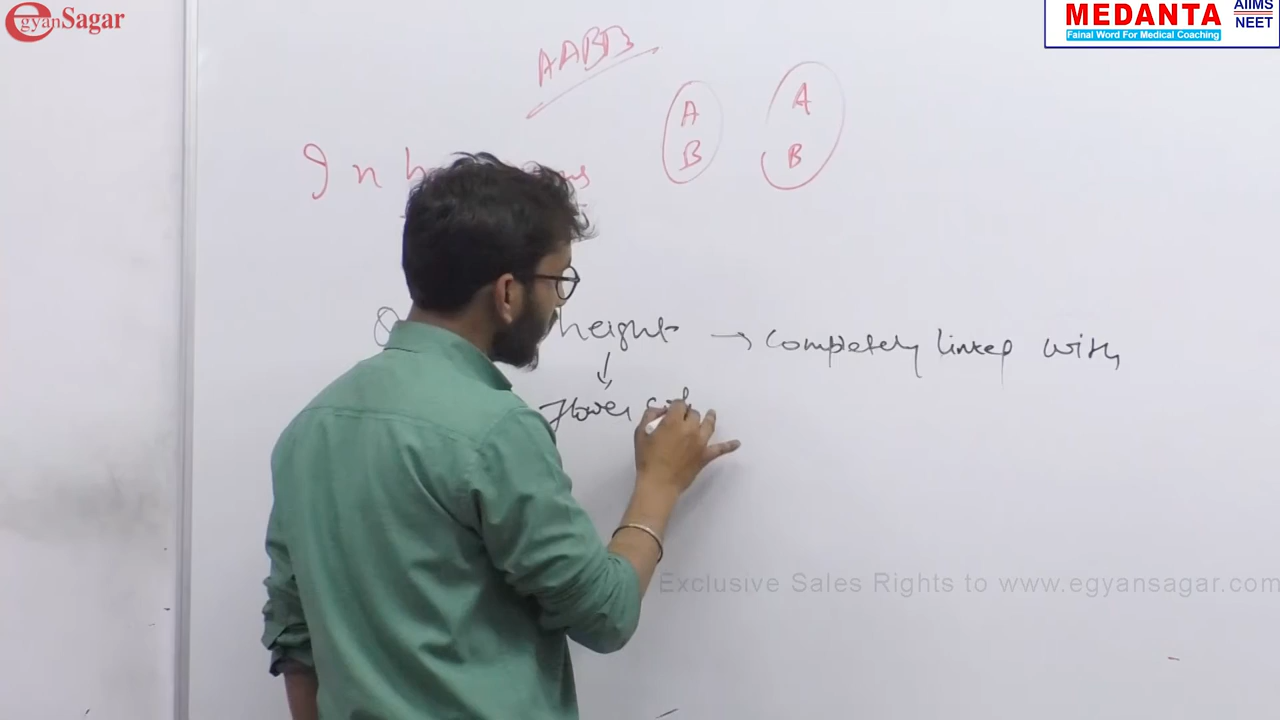 egyanSagar
MEDANTA AIIMS NEET
Fainal Word For Medical Coaching
AABB
A A
B B
In
height → completely linked with
↓
flower
Exclusive Sales Rights to www.egyansagar.com